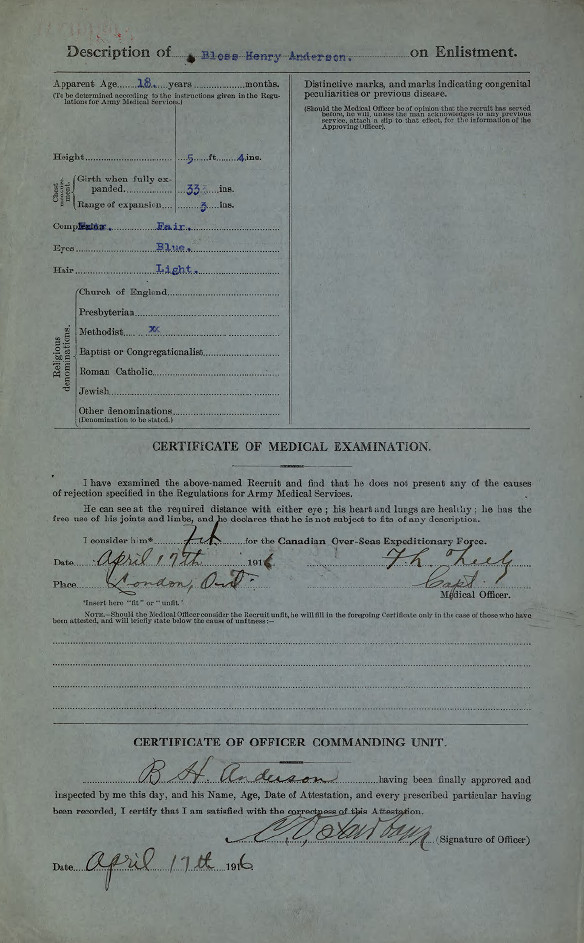 Description of Bloss Henry Anderson. on Enlistment.
Apparent Age 18. years months.
(To be determined according to the instructions given in the Regu-
lations for Army Medical Services.)
Height 5 ft 4 ins.
Chest
ment.
Girth when fully ex-
panded 33 ins.
Range of expansion 3 ins.
Fair.
Eyes Blue.
Hair Light.
Religious
denominations.
Church of England
Presbyterian
Methodist x
Baptist or Congregationalist
Roman Catholic
Jewish
Other denominations
(Denomination to be stated.)
Distinctive marks, and marks indicating congenital
peculiarities or previous disease.
(Should the Medical Officer be of opinion that the recruit has served
before, he will, unless the man acknowledges to any previous
service, attach a slip to that effect, for the information of the
Approving Officer).
CERTIFICATE OF MEDICAL EXAMINATION.
I have examined the above-named Recruit and find that he does not present any of the causes
of rejection specified in the Regulations for Army Medical Services.
He can see at the required distance with either eye ; his heart and lungs are healthy ; he has the
free use of his joints and limbs, and he declares that he is not subject to fits of any description.
I consider him* fit for the Canadian Over-Seas Expeditionary Force.
Date April 17th 1916
Place London, Ont. Capt.
Medical Officer.
*Insert here "fit" or "unfit."
NOTE.—Should the Medical Officer consider the Recruit unfit, he will fill in the foregoing Certificate only in the case of those who have
been attested, and will briefly state below the cause of unfitness :—
CERTIFICATE OF OFFICER COMMANDING UNIT.
B H. Anderson having been finally approved and
inspected by me this day, and his Name, Age, Date of Attestation, and every prescribed particular having
been recorded, I certify that I am satisfied with the correctness of this Attestation.
(Signature of Officer)
Date April 17th 1916.